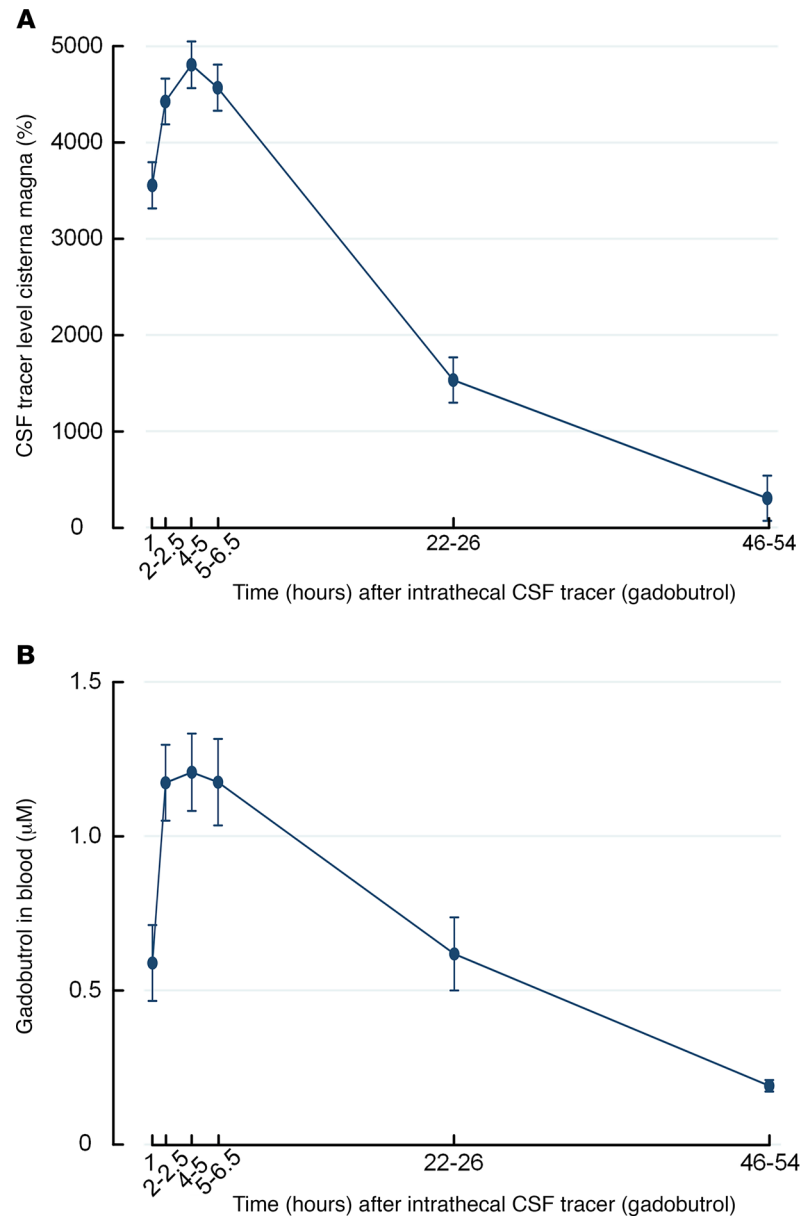 A
CSF tracer level cisterna magna (%)
5000
4000
3000
2000
1000
0
1 2-2.5 4-5 5-6.5 22-26 46-54
Time (hours) after intrathecal CSF tracer (gadobutrol)
B
Gadobutrol in blood (μM)
1.5
1.0
0.5
0
1 2-2.5 4-5 5-6.5 22-26 46-54
Time (hours) after intrathecal CSF tracer (gadobutrol)